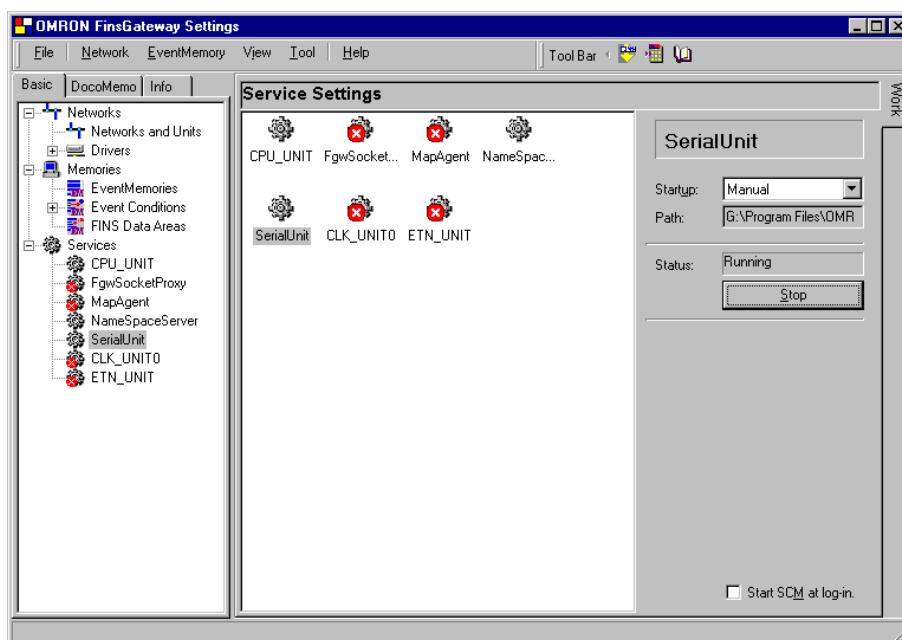 OMRON FinsGateway Settings
File Network EventMemory View Tool Help Tool Bar
Basic DocoMemo Info
Networks
Networks and Units
Drivers
Memories
EventMemories
Event Conditions
FINS Data Areas
Services
CPU_UNIT
FgwSocketProxy
MapAgent
NameSpaceServer
SerialUnit
CLK_UNIT0
ETN_UNIT
Service Settings
CPU_UNIT FgwSocket... MapAgent NameSpac...
SerialUnit CLK_UNIT0 ETN_UNIT
SerialUnit
Startup: Manual
Path: G:\Program Files\OMR
Status: Running
Stop
Start SCM at log-in.
Work